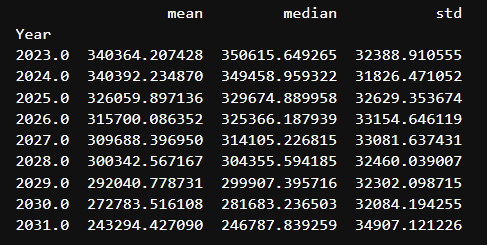 mean median std
Year
2023.0 340364.207428 350615.649265 32388.910555
2024.0 340392.234870 349458.959322 31826.471052
2025.0 326059.897136 329674.889958 32629.353674
2026.0 315700.086352 325366.187939 33154.646119
2027.0 309688.396950 314105.226815 33081.637431
2028.0 300342.567167 304355.594185 32460.039007
2029.0 292040.778731 299907.395716 32302.098715
2030.0 272783.516108 281683.236503 32084.194255
2031.0 243294.427090 246787.839259 34907.121226